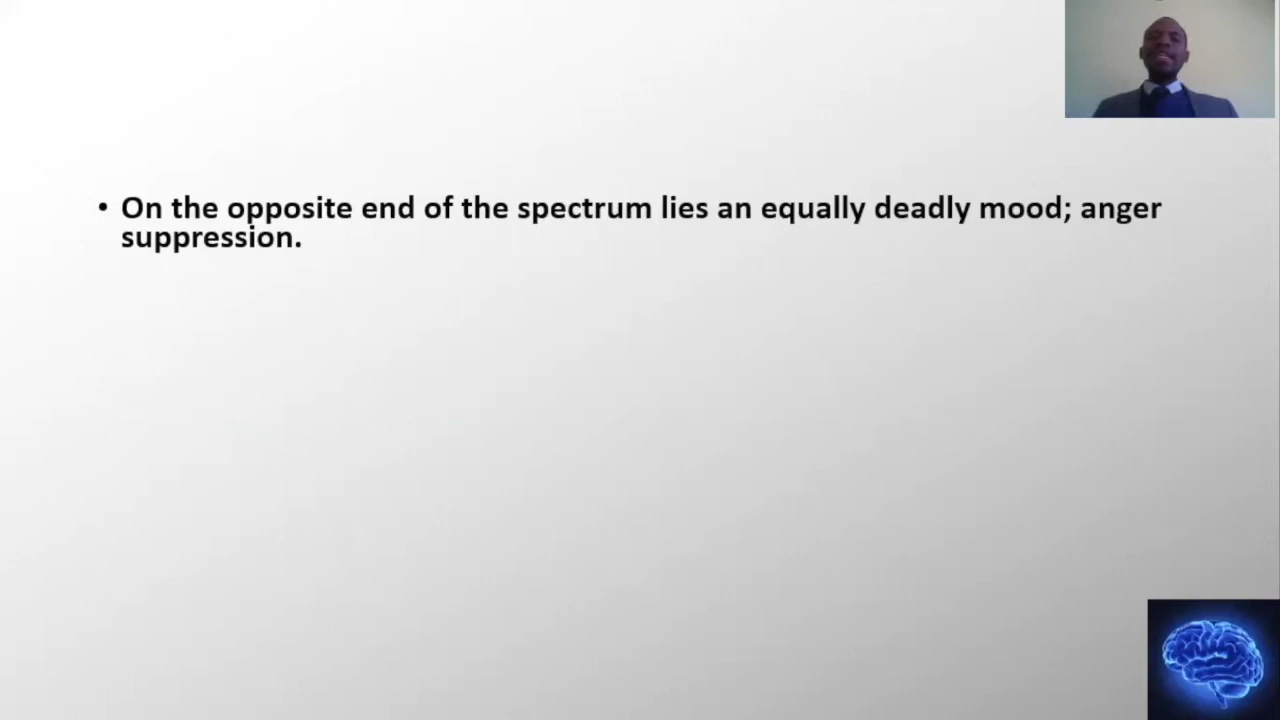 • On the opposite end of the spectrum lies an equally deadly mood; anger
suppression.